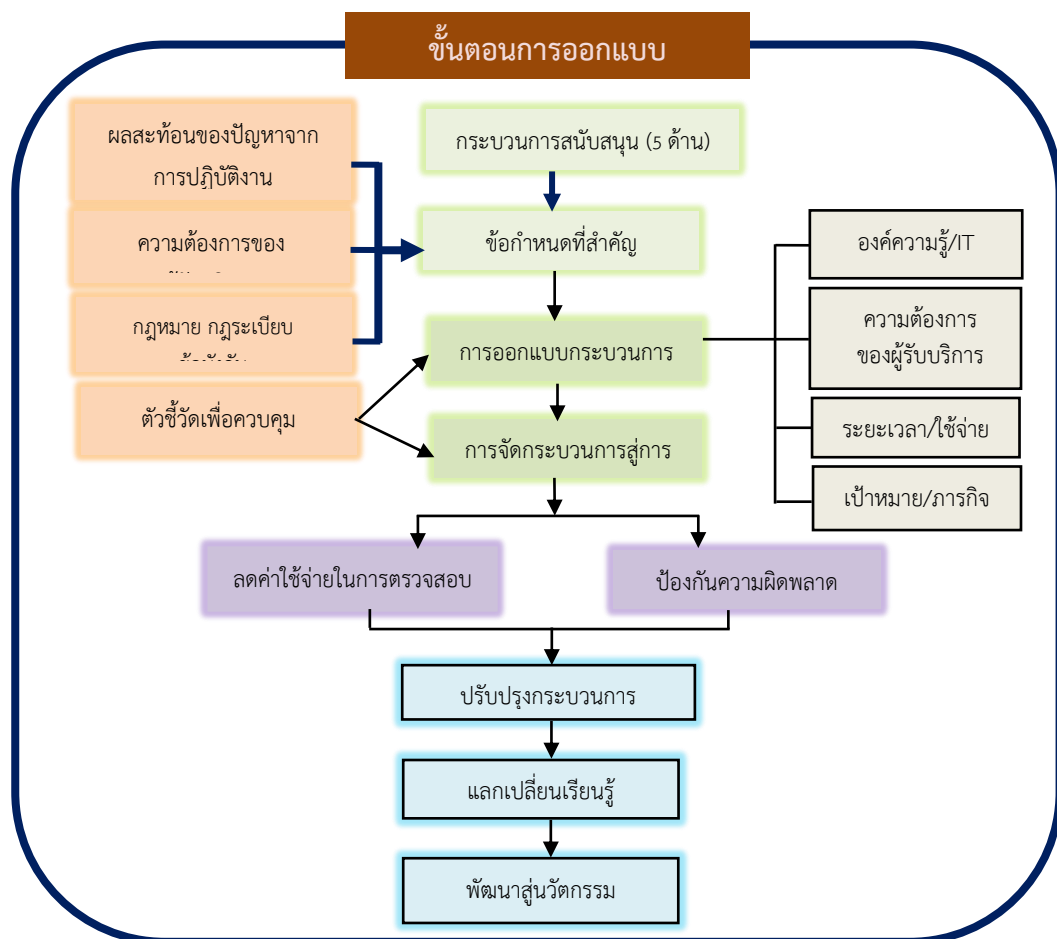 ขั้นตอนการออกแบบ
ผลสะท้อนของปัญหาจาก
การปฏิบัติงาน
ความต้องการของ
กฎหมาย กฎระเบียบ
ตัวชี้วัดเพื่อควบคุม
กระบวนการสนับสนุน (5 ด้าน)
ข้อกำหนดที่สำคัญ
การออกแบบกระบวนการ
การจัดกระบวนการสู่การ
องค์ความรู้/IT
ความต้องการ
ของผู้รับบริการ
ระยะเวลา/ใช้จ่าย
เป้าหมาย/ภารกิจ
ลดค่าใช้จ่ายในการตรวจสอบ
ป้องกันความผิดพลาด
ปรับปรุงกระบวนการ
แลกเปลี่ยนเรียนรู้
พัฒนาสู่นวัตกรรม